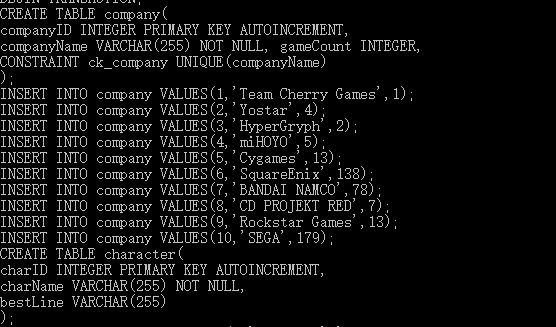 BEGIN TRANSACTION;
CREATE TABLE company(
companyID INTEGER PRIMARY KEY AUTOINCREMENT,
companyName VARCHAR(255) NOT NULL, gameCount INTEGER,
CONSTRAINT ck_company UNIQUE(companyName)
);
INSERT INTO company VALUES(1,'Team Cherry Games',1);
INSERT INTO company VALUES(2,'Yostar',4);
INSERT INTO company VALUES(3,'HyperGryph',2);
INSERT INTO company VALUES(4,'miHOYO',5);
INSERT INTO company VALUES(5,'Cygames',13);
INSERT INTO company VALUES(6,'SquareEnix',138);
INSERT INTO company VALUES(7,'BANDAI NAMCO',78);
INSERT INTO company VALUES(8,'CD PROJEKT RED',7);
INSERT INTO company VALUES(9,'Rockstar Games',13);
INSERT INTO company VALUES(10,'SEGA',179);
CREATE TABLE character(
charID INTEGER PRIMARY KEY AUTOINCREMENT,
charName VARCHAR(255) NOT NULL,
bestLine VARCHAR(255)
);